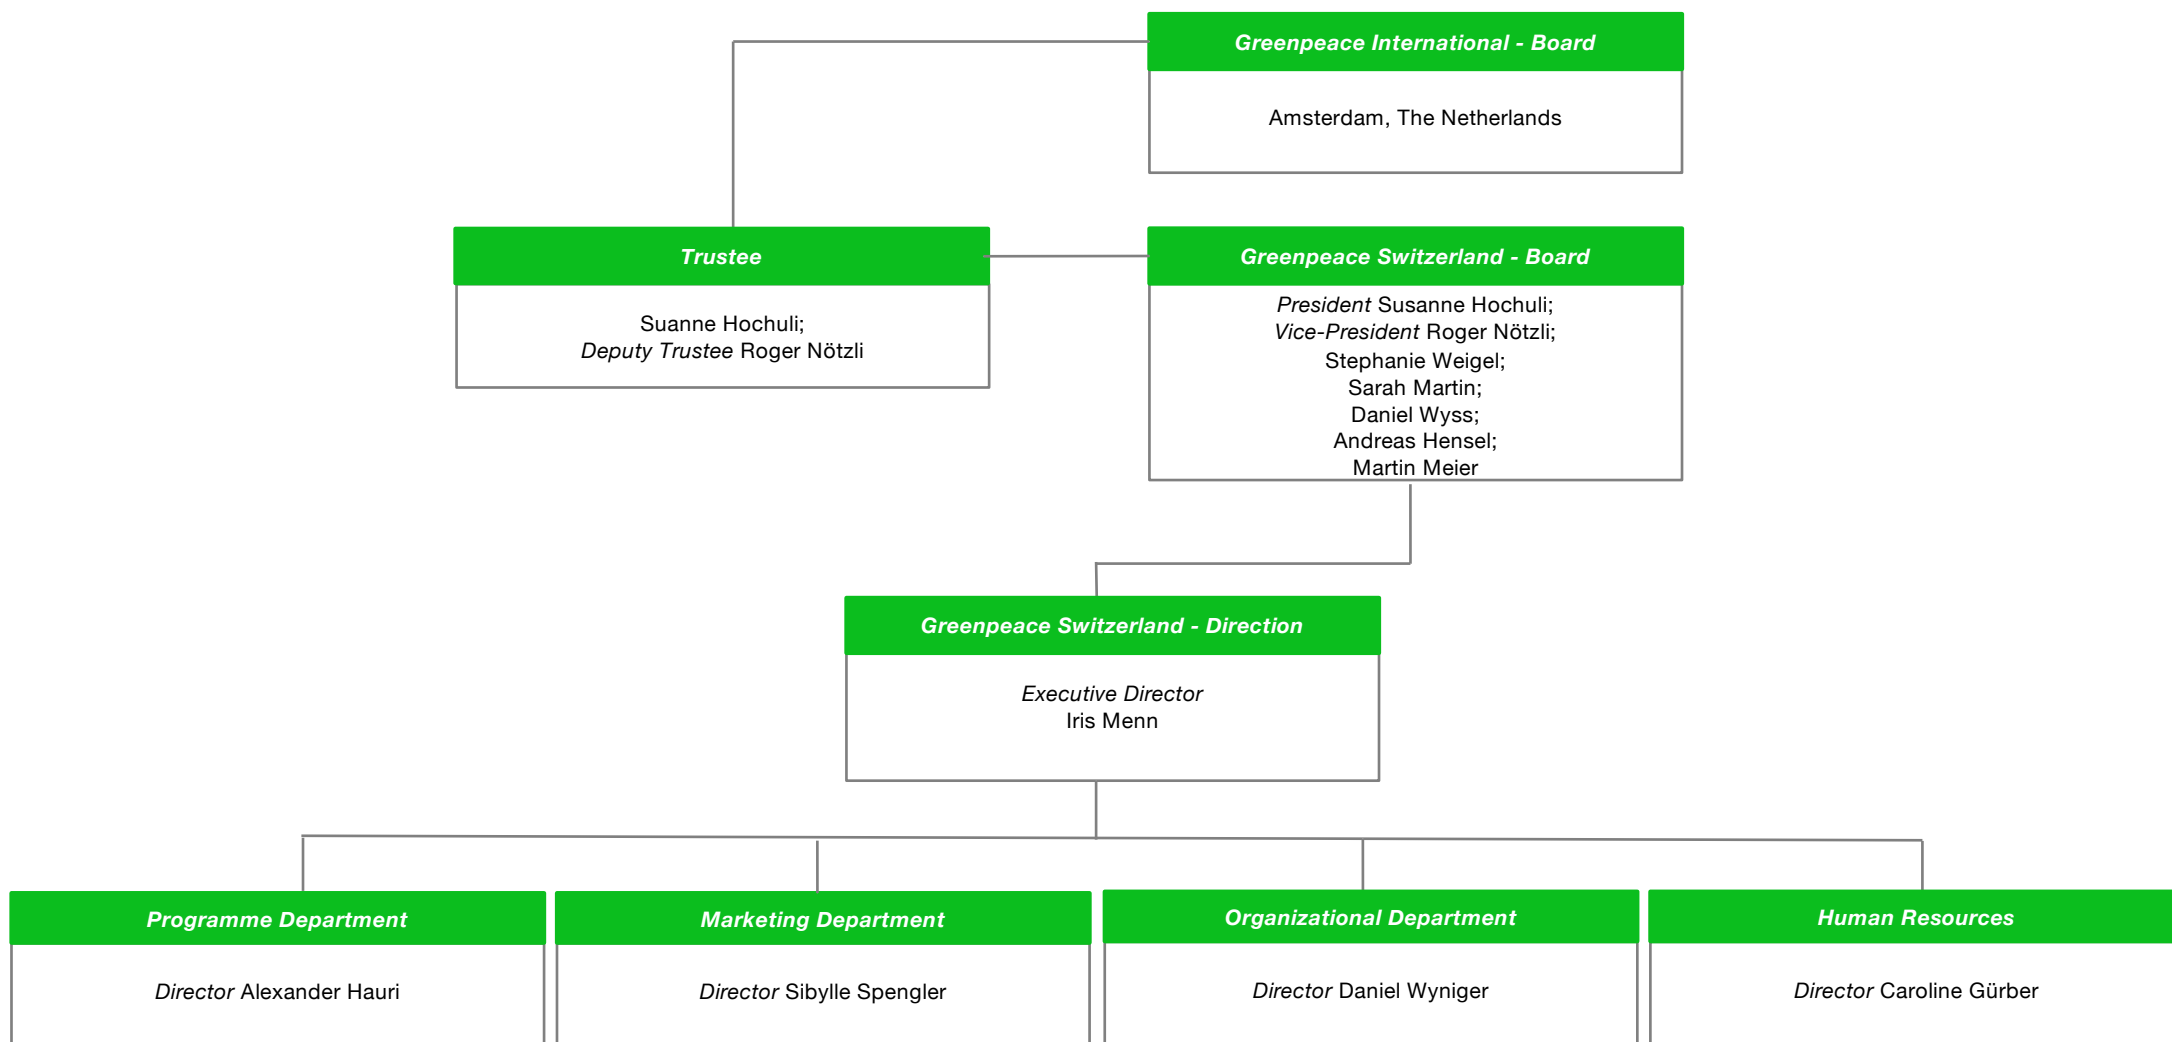 Greenpeace International - Board
Amsterdam, The Netherlands
Trustee
Suanne Hochuli;
Deputy Trustee Roger Nötzli
Greenpeace Switzerland - Board
President Susanne Hochuli;
Vice-President Roger Nötzli;
Stephanie Weigel;
Sarah Martin;
Daniel Wyss;
Andreas Hensel;
Martin Meier
Greenpeace Switzerland - Direction
Executive Director
Iris Menn
Programme Department
Director Alexander Hauri
Marketing Department
Director Sibylle Spengler
Organizational Department
Director Daniel Wyniger
Human Resources
Director Caroline Gürber